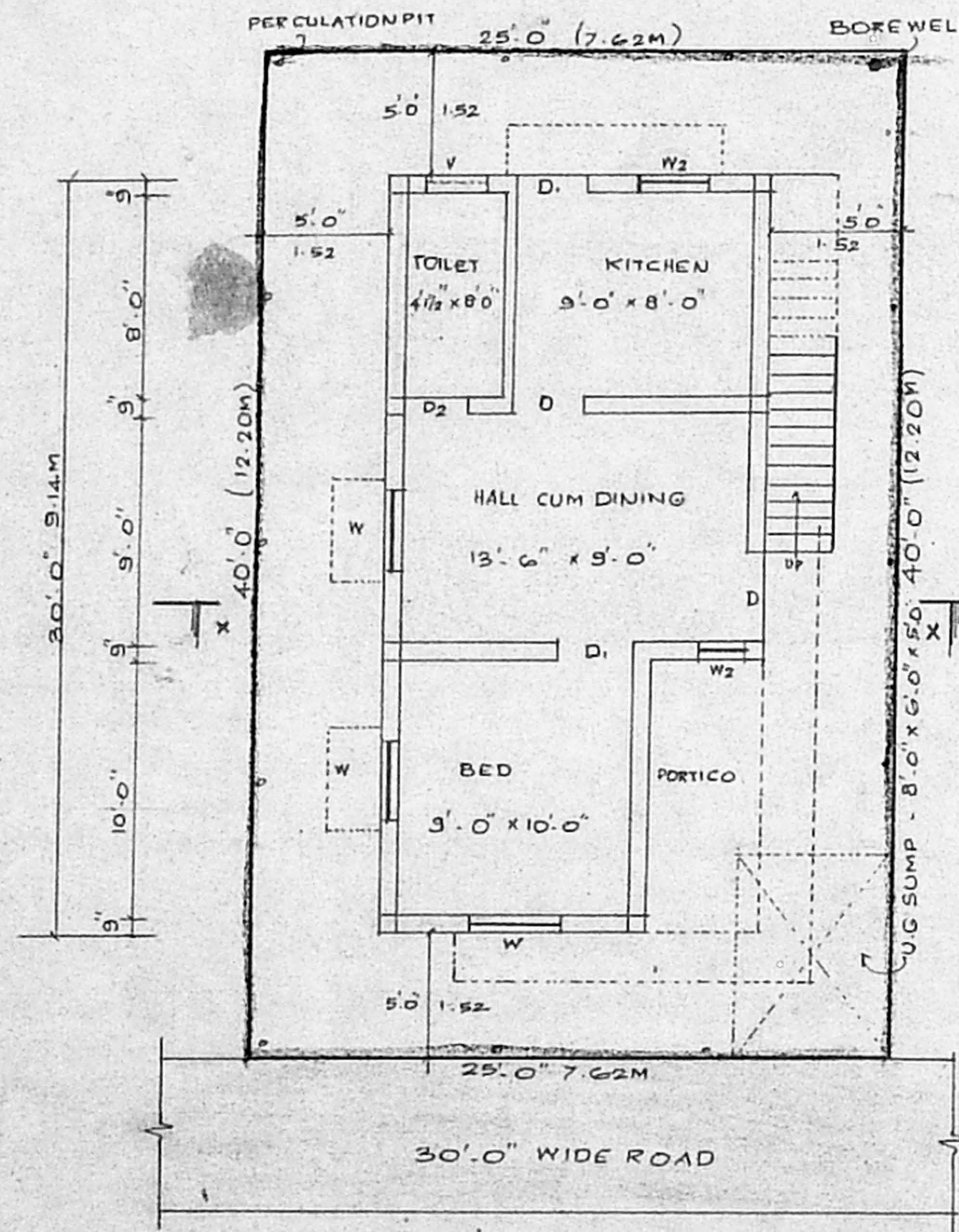 PERCULATION PIT
25'-0" (7.62M)
BOREWEL
5'0" 1.52
V
W2
D1
9"
5'-0"
1.52
5'0"
1.52
TOILET
4'1/2" x 8'0"
KITCHEN
9'-0" x 8'-0"
8'-0"
9"
D2
D
40'-0" (12.20M)
40'-0" (12.20M)
30'-0" 9.14M
HALL CUM DINING
13'-6" x 9'-0"
W
9'-0"
UP
D
X
X
9"
D1
W2
W
BED
9'-0" x 10'-0"
PORTICO
10'-0"
U.G SUMP - 8'-0" x 6'-0" x 5'0"
9"
W
5'0" 1.52
25'-0" 7.62M
30'-0" WIDE ROAD